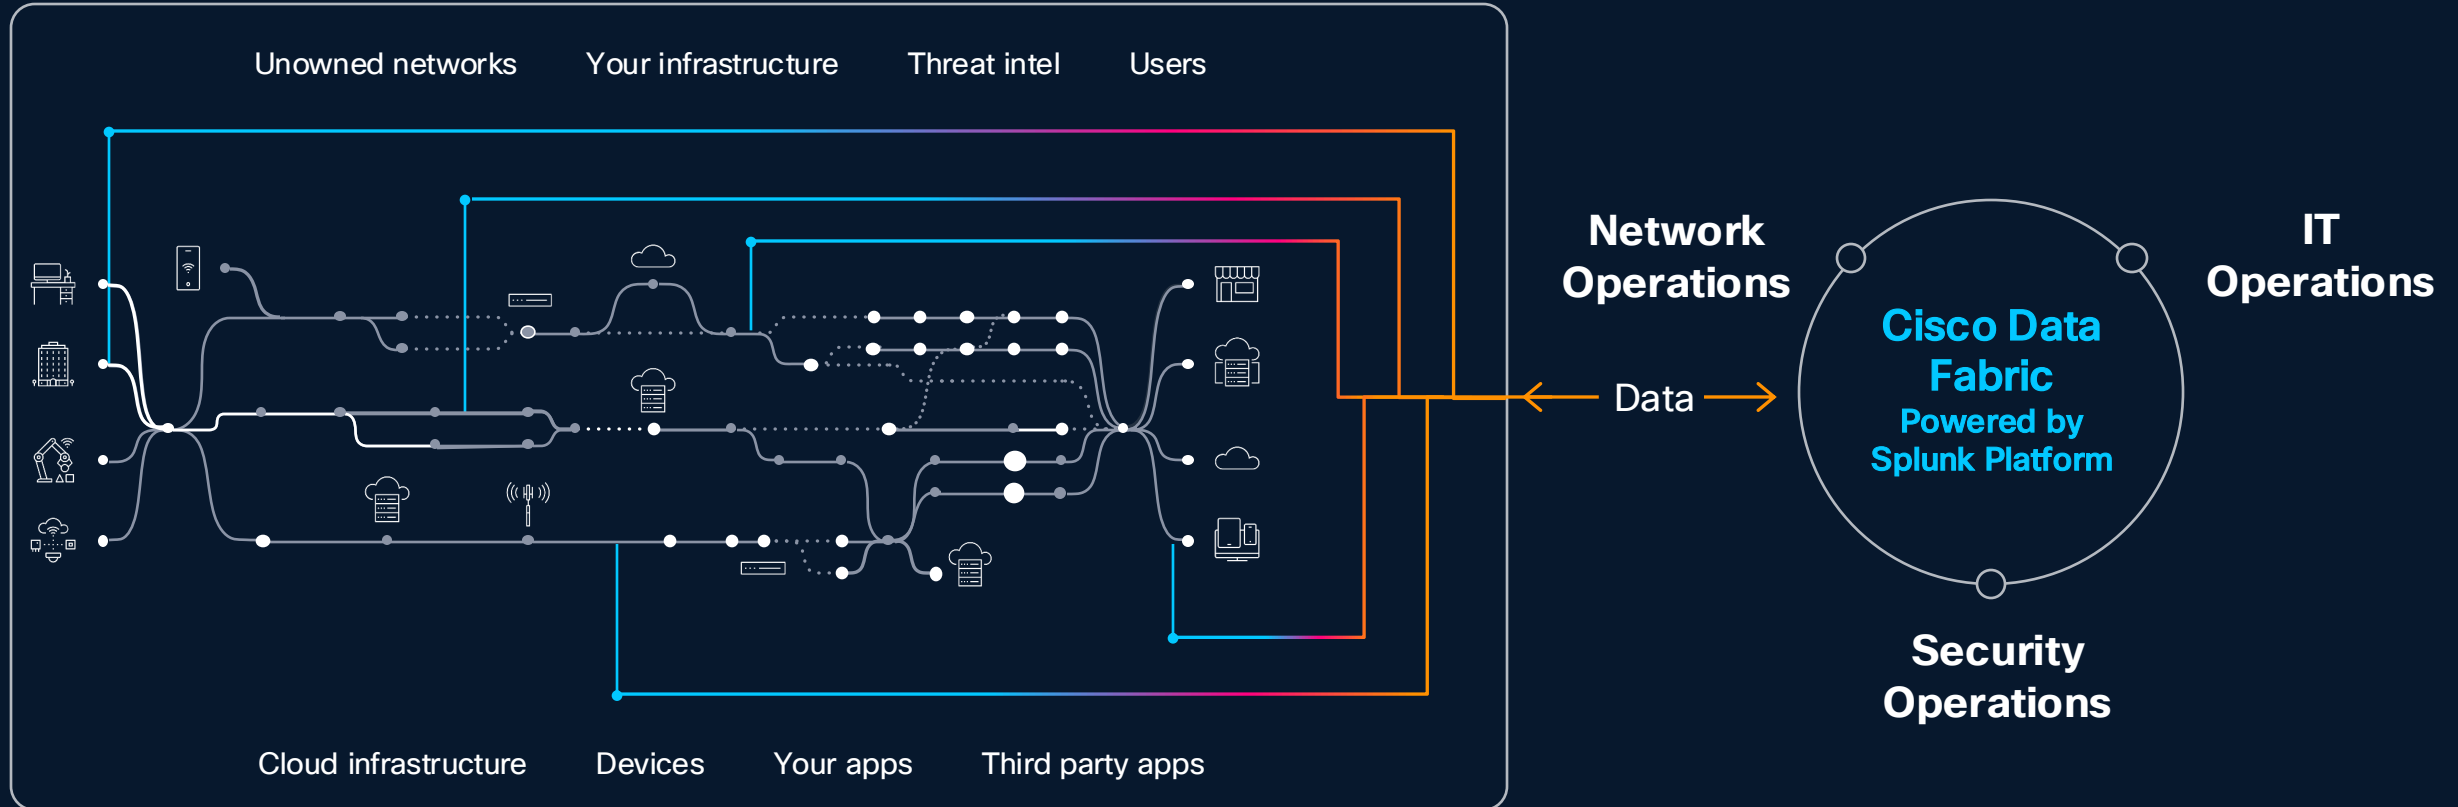 Unowned networks
Your infrastructure
Threat intel
Users
Network
Operations
IT
Operations
Data
Cisco Data
Fabric
Powered by
Splunk Platform
Security
Operations
Cloud infrastructure
Devices
Your apps
Third party apps